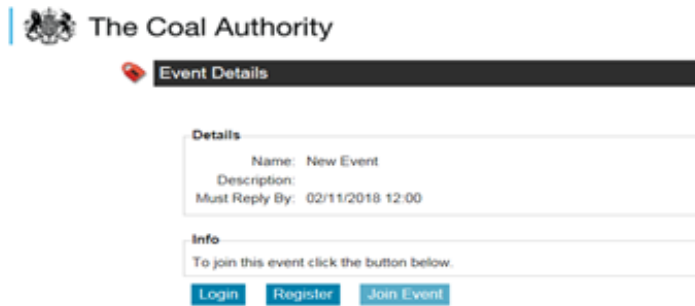 The Coal Authority
Event Details
Details
Name: New Event
Description:
Must Reply By: 02/11/2018 12:00
Info
To join this event click the button below.
Login Register Join Event